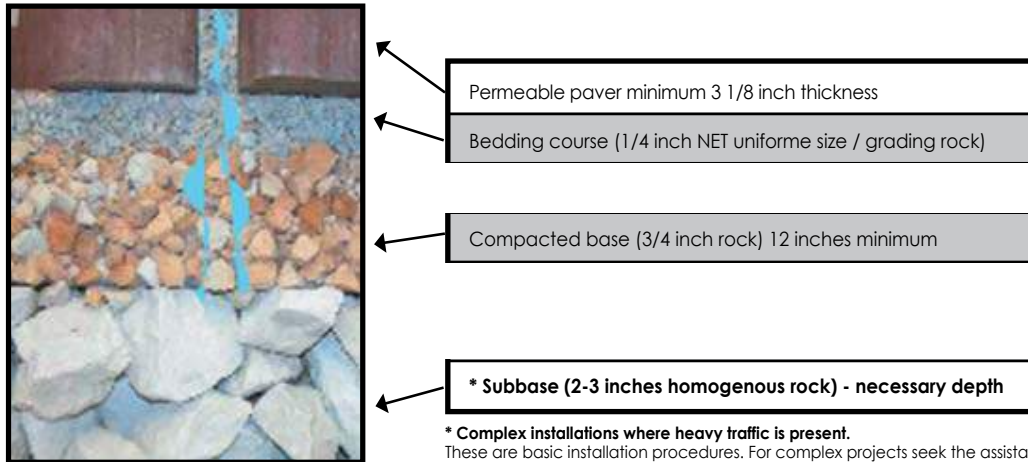 Permeable paver minimum 3 1/8 inch thickness
Bedding course (1/4 inch NET uniforme size / grading rock)
Compacted base (3/4 inch rock) 12 inches minimum
* Subbase (2-3 inches homogenous rock) - necessary depth
* Complex installations where heavy traffic is present.
These are basic installation procedures. For complex projects seek the